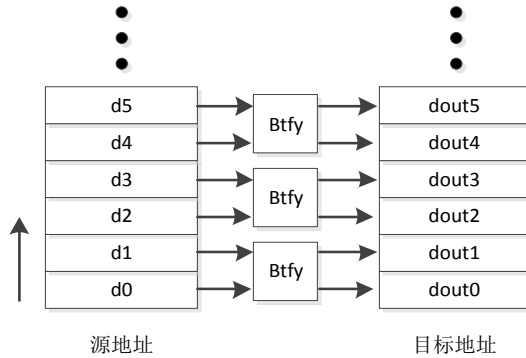 d5 Btfy dout5
d4 dout4
d3 Btfy dout3
d2 dout2
d1 Btfy dout1
d0 dout0
源地址 目标地址